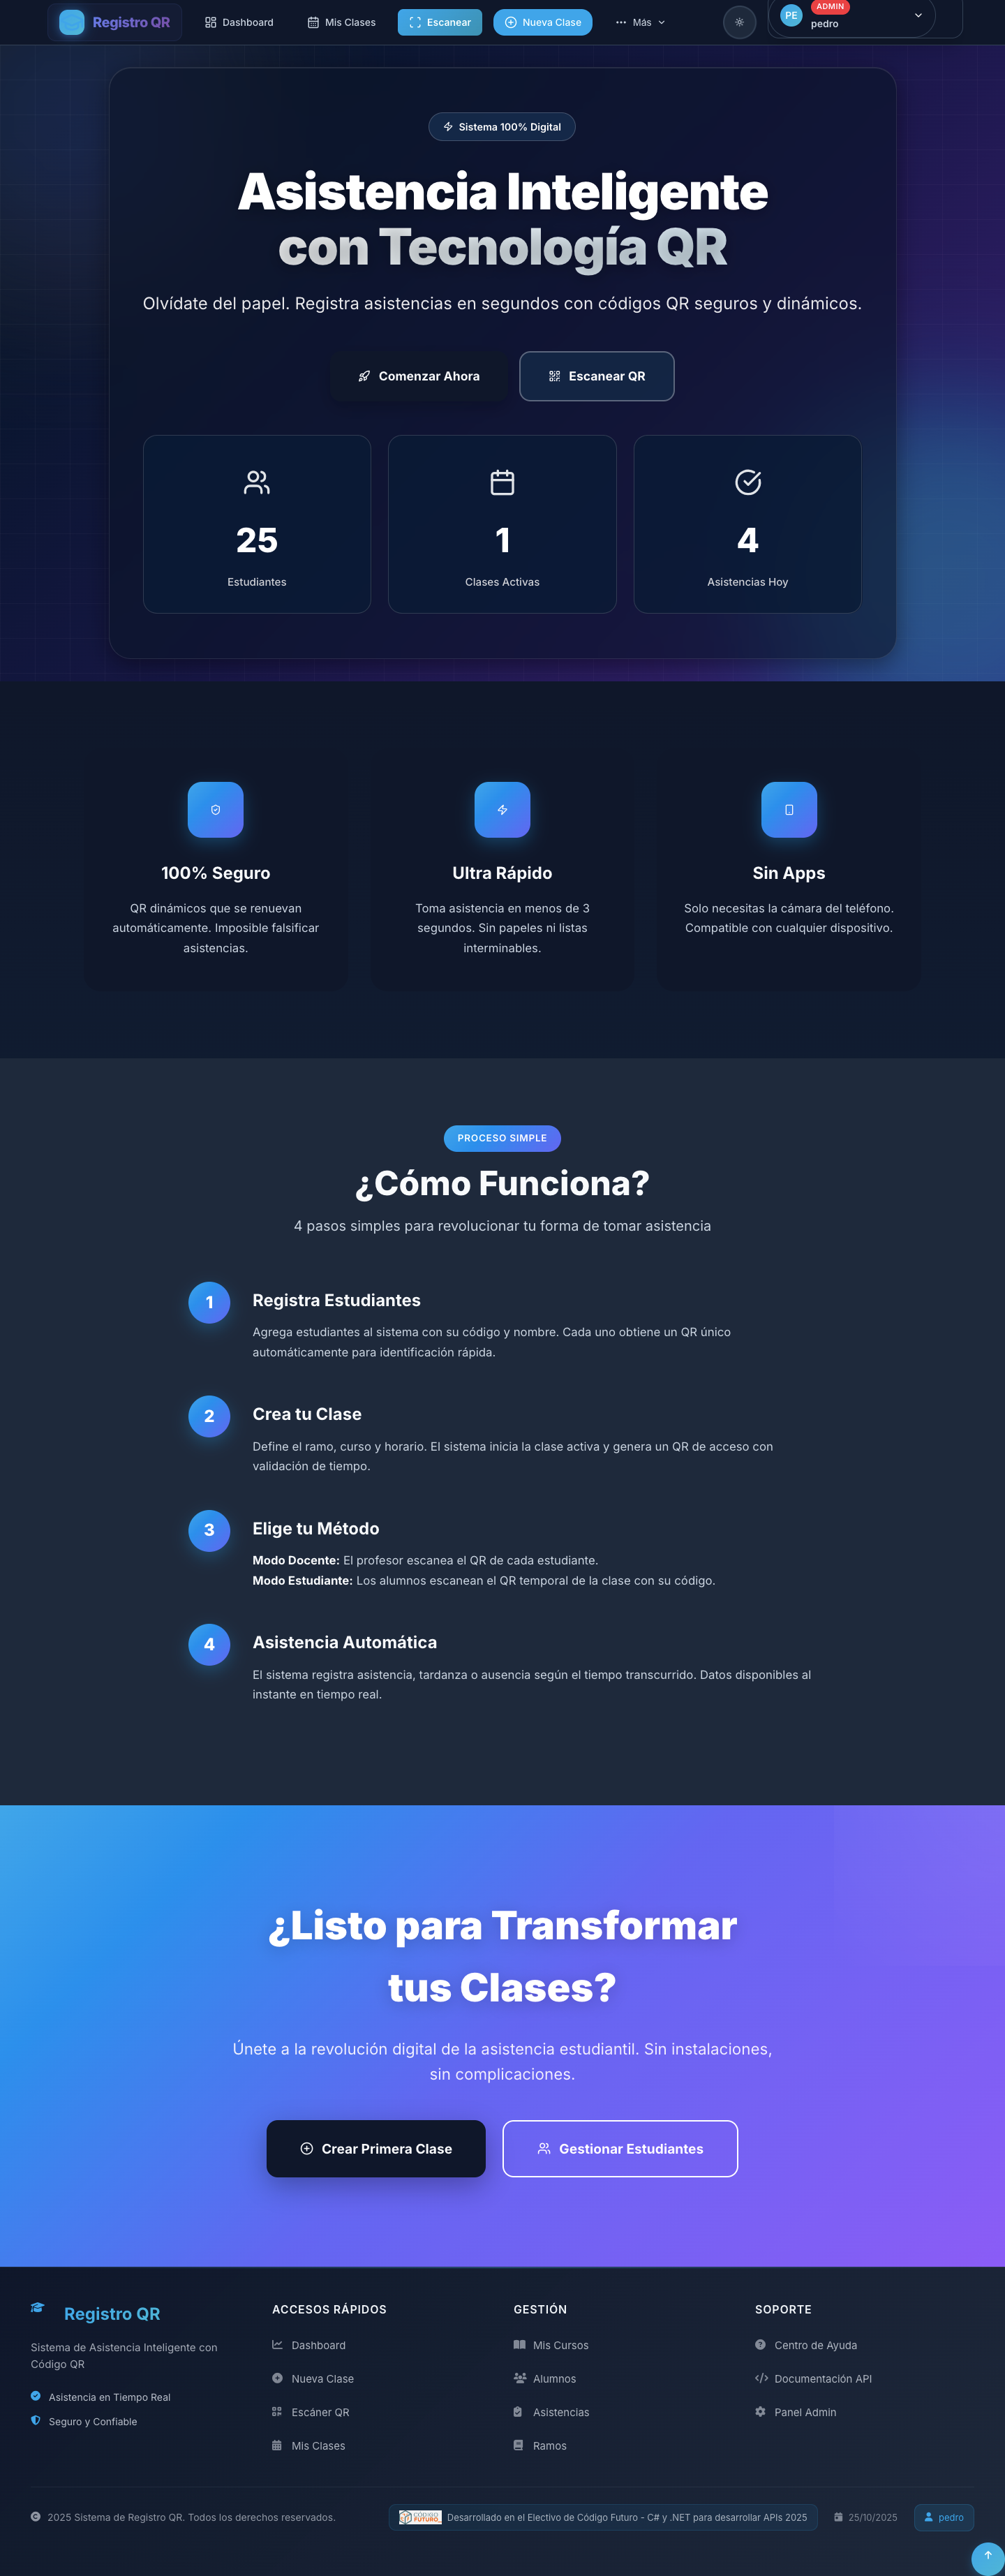 Registro QR
Dashboard
Mis Clases
Escanear
Nueva Clase
Más
PE
ADMIN
pedro
Sistema 100% Digital
Asistencia Inteligente
con Tecnología QR
Olvídate del papel. Registra asistencias en segundos con códigos QR seguros y dinámicos.
Comenzar Ahora
Escanear QR
25
Estudiantes
1
Clases Activas
4
Asistencias Hoy
100% Seguro
QR dinámicos que se renuevan
automáticamente. Imposible falsificar
asistencias.
Ultra Rápido
Toma asistencia en menos de 3
segundos. Sin papeles ni listas
interminables.
Sin Apps
Solo necesitas la cámara del teléfono.
Compatible con cualquier dispositivo.
PROCESO SIMPLE
¿Cómo Funciona?
4 pasos simples para revolucionar tu forma de tomar asistencia
1
Registra Estudiantes
Agrega estudiantes al sistema con su código y nombre. Cada uno obtiene un QR único
automáticamente para identificación rápida.
2
Crea tu Clase
Define el ramo, curso y horario. El sistema inicia la clase activa y genera un QR de acceso con
validación de tiempo.
3
Elige tu Método
Modo Docente: El profesor escanea el QR de cada estudiante.
Modo Estudiante: Los alumnos escanean el QR temporal de la clase con su código.
4
Asistencia Automática
El sistema registra asistencia, tardanza o ausencia según el tiempo transcurrido. Datos disponibles al
instante en tiempo real.
¿Listo para Transformar
tus Clases?
Únete a la revolución digital de la asistencia estudiantil. Sin instalaciones,
sin complicaciones.
Crear Primera Clase
Gestionar Estudiantes
Registro QR
Sistema de Asistencia Inteligente con
Código QR
Asistencia en Tiempo Real
Seguro y Confiable
ACCESOS RÁPIDOS
Dashboard
Nueva Clase
Escáner QR
Mis Clases
GESTIÓN
Mis Cursos
Alumnos
Asistencias
Ramos
SOPORTE
Centro de Ayuda
Documentación API
Panel Admin
2025 Sistema de Registro QR. Todos los derechos reservados.
CÓDIGO
FUTURO
Desarrollado en el Electivo de Código Futuro - C# y .NET para desarrollar APIs 2025
25/10/2025
pedro